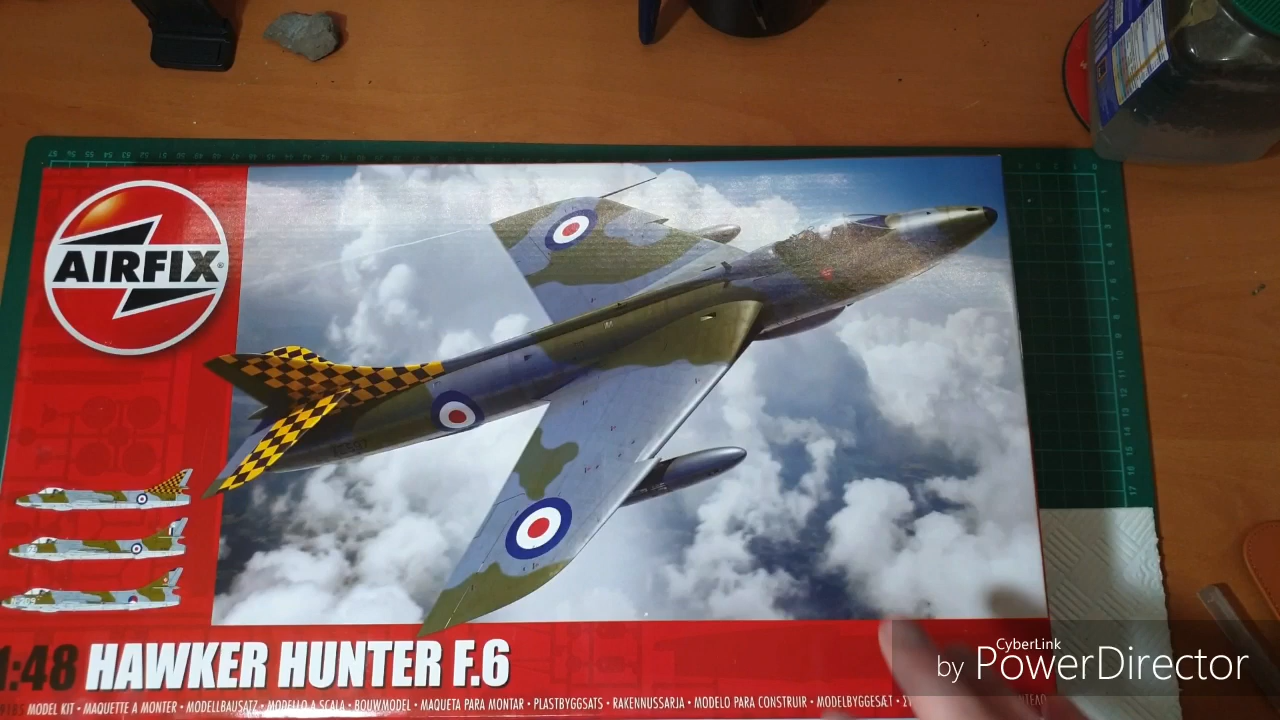 AIRFIX®
1:48 HAWKER HUNTER F.6
MODEL KIT • MAQUETTE A MONTER • MODELLBAUSATZ • MODELLO A SCALA • BOUWMODEL • MAQUETA PARA MONTAR • PLASTBYGGSATS • RAKENNUSSARJA • MODELO PARA CONSTRUIR • MODELBYGGESÆT
CyberLink
by PowerDirector